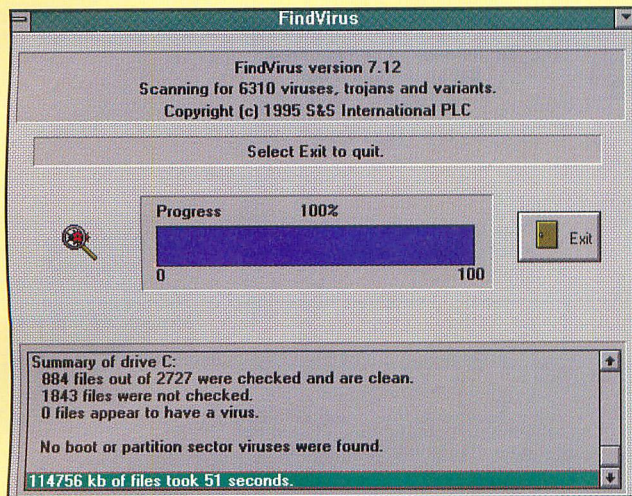 FindVirus
FindVirus version 7.12
Scanning for 6310 viruses, trojans and variants.
Copyright (c) 1995 S&S International PLC
Select Exit to quit.
Progress 100%
0 100
Exit
Summary of drive C:
884 files out of 2727 were checked and are clean.
1843 files were not checked.
0 files appear to have a virus.
No boot or partition sector viruses were found.
114756 kb of files took 51 seconds.